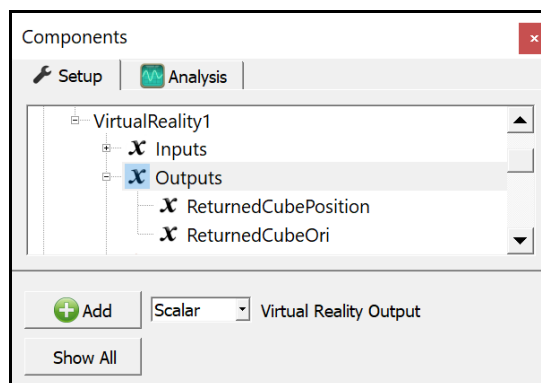 Components
Setup Analysis
VirtualReality1
x Inputs
x Outputs
x ReturnedCubePosition
x ReturnedCubeOri
Add Scalar Virtual Reality Output
Show All